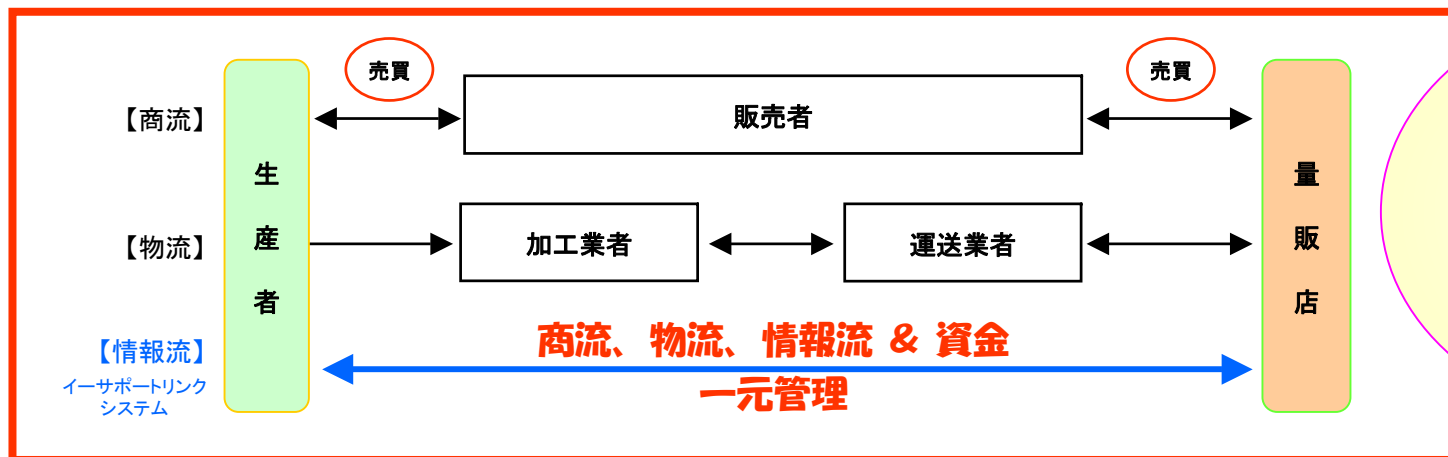 売買
売買
【商流】
販売者
生産者
量販店
【物流】
加工業者
運送業者
商流、物流、情報流 & 資金
【情報流】
イーサポートリンク
システム
一元管理